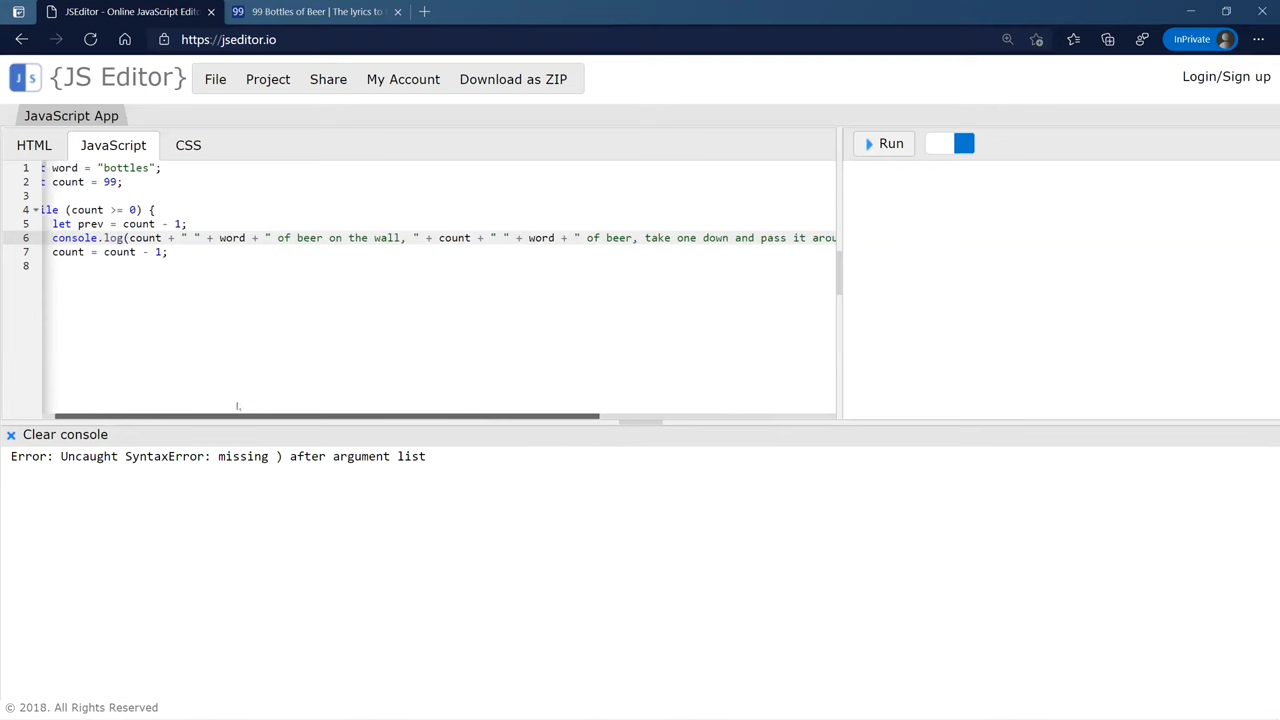 JSEditor - Online JavaScript Edito
99 99 Bottles of Beer | The lyrics to
https://jseditor.io
InPrivate
JS {JS Editor} File Project Share My Account Download as ZIP Login/Sign up
JavaScript App
HTML JavaScript CSS Run
1 t word = "bottles";
2 t count = 99;
3
4 ile (count >= 0) {
5 let prev = count - 1;
6 console.log(count + " " + word + " of beer on the wall, " + count + " " + word + " of beer, take one down and pass it arou
7 count = count - 1;
8
Clear console
Error: Uncaught SyntaxError: missing ) after argument list
© 2018. All Rights Reserved